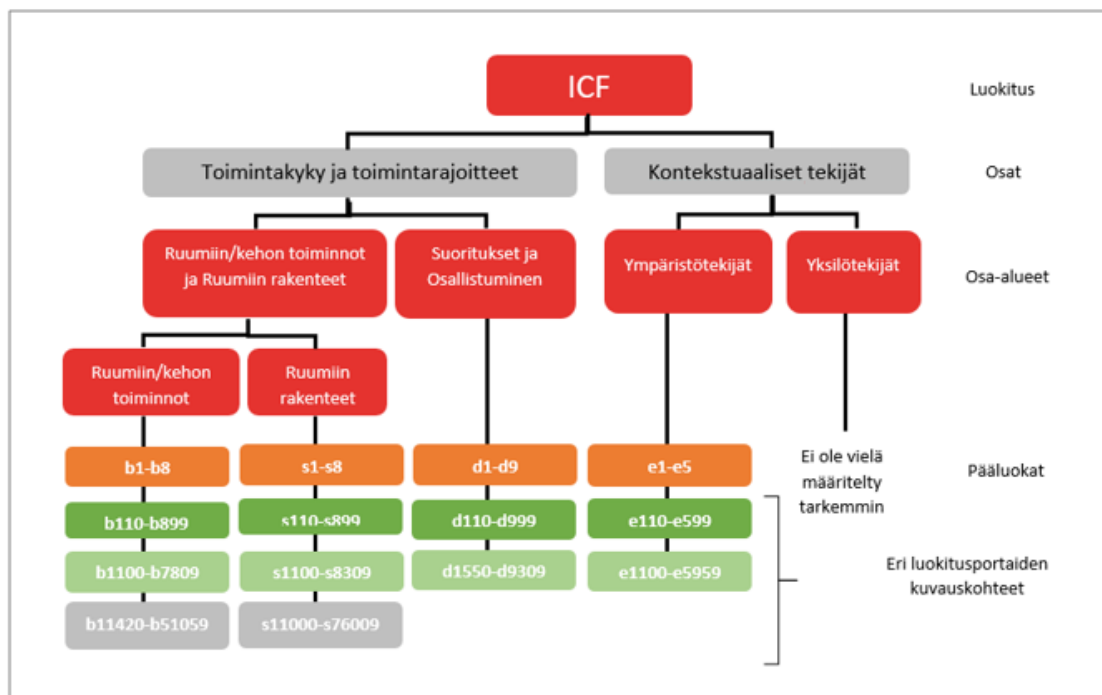 ICF
Luokitus
Toimintakyky ja toimintarajoitteet
Kontekstuaaliset tekijät
Osat
Ruumiin/kehon toiminnot
ja Ruumiin rakenteet
Suoritukset ja
Osallistuminen
Ympäristötekijät
Yksilötekijät
Osa-alueet
Ruumiin/kehon
toiminnot
Ruumiin
rakenteet
b1-b8
s1-s8
d1-d9
e1-e5
Ei ole vielä
määritelty
tarkemmin
Pääluokat
b110-b899
s110-s899
d110-d999
e110-e599
b1100-b7809
s1100-s8309
d1550-d9309
e1100-e5959
Eri luokitusportaiden
kuvauskohteet
b11420-b51059
s11000-s76009